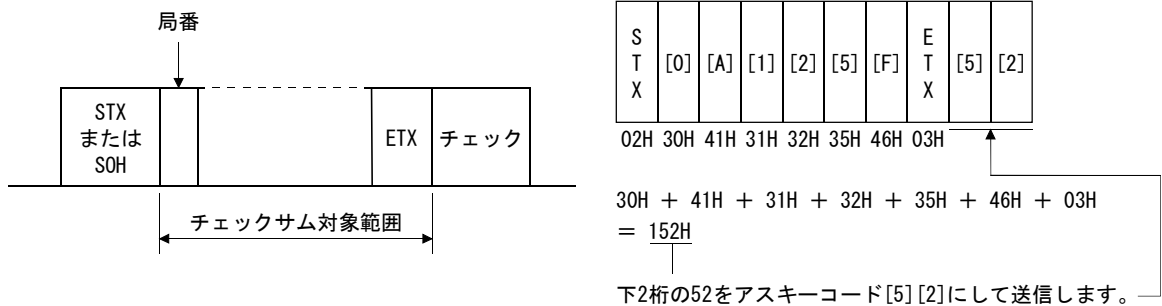 局番
STX
または
SOH
ETX
チェック
チェックサム対象範囲
S
T
X
[0] [A] [1] [2] [5] [F]
E
T
X
[5] [2]
02H 30H 41H 31H 32H 35H 46H 03H
30H + 41H + 31H + 32H + 35H + 46H + 03H
= 152H
下2桁の52をアスキーコード[5][2]にして送信します。